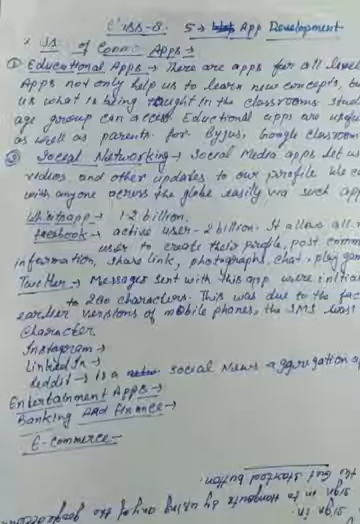 Class-8. 5→ App Development
of Comm Apps→
① Educational Apps→ There are apps for all level
Apps not only help us to learn new concepts, bu
us what is being taught in the classrooms stud
age group can access. Educational apps are usefu
as well as parents. for Byjus, Google classroom
② Social Networking→ Social Media apps let us
videos and other updates to our profile. We ca
with anyone across the globe easily via such app
Whatsapp→ 1.2 billion.
facebook→ active user-2 billion. It allows all
user to create their profile, post comm
information, share link, photographs, chat, play gam
Twitter→ Messages sent with this app were initia
to 280 characters. This was due to the fac
earlier versions of mobile phones, the SMS was
Character.
Instagram→
LinkedIn→
Reddit→ is a social news aggregation a
Entertainment Apps→
Banking And Finance→
E-Commerce→
sign in.
sign in to thankable by using any of the
the Get started button.